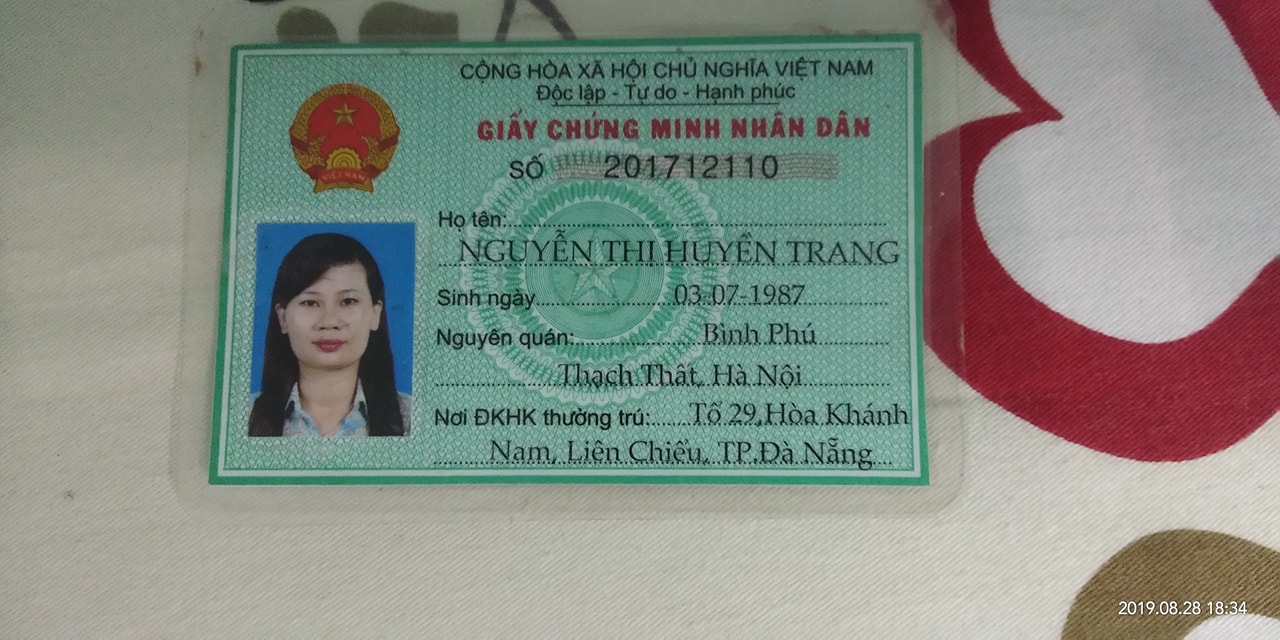 CỘNG HÒA XÃ HỘI CHỦ NGHĨA VIỆT NAM
Độc lập - Tự do - Hạnh phúc
GIẤY CHỨNG MINH NHÂN DÂN
SỐ 201712110
VIỆT NAM
Họ tên:
NGUYỄN THỊ HUYỀN TRANG
Sinh ngày 03-07-1987
Nguyên quán: Bình Phú
Thạch Thất, Hà Nội
Nơi ĐKHK thường trú: Tổ 29,Hòa Khánh
Nam, Liên Chiểu, TP.Đà Nẵng
2019.08.28 18:34